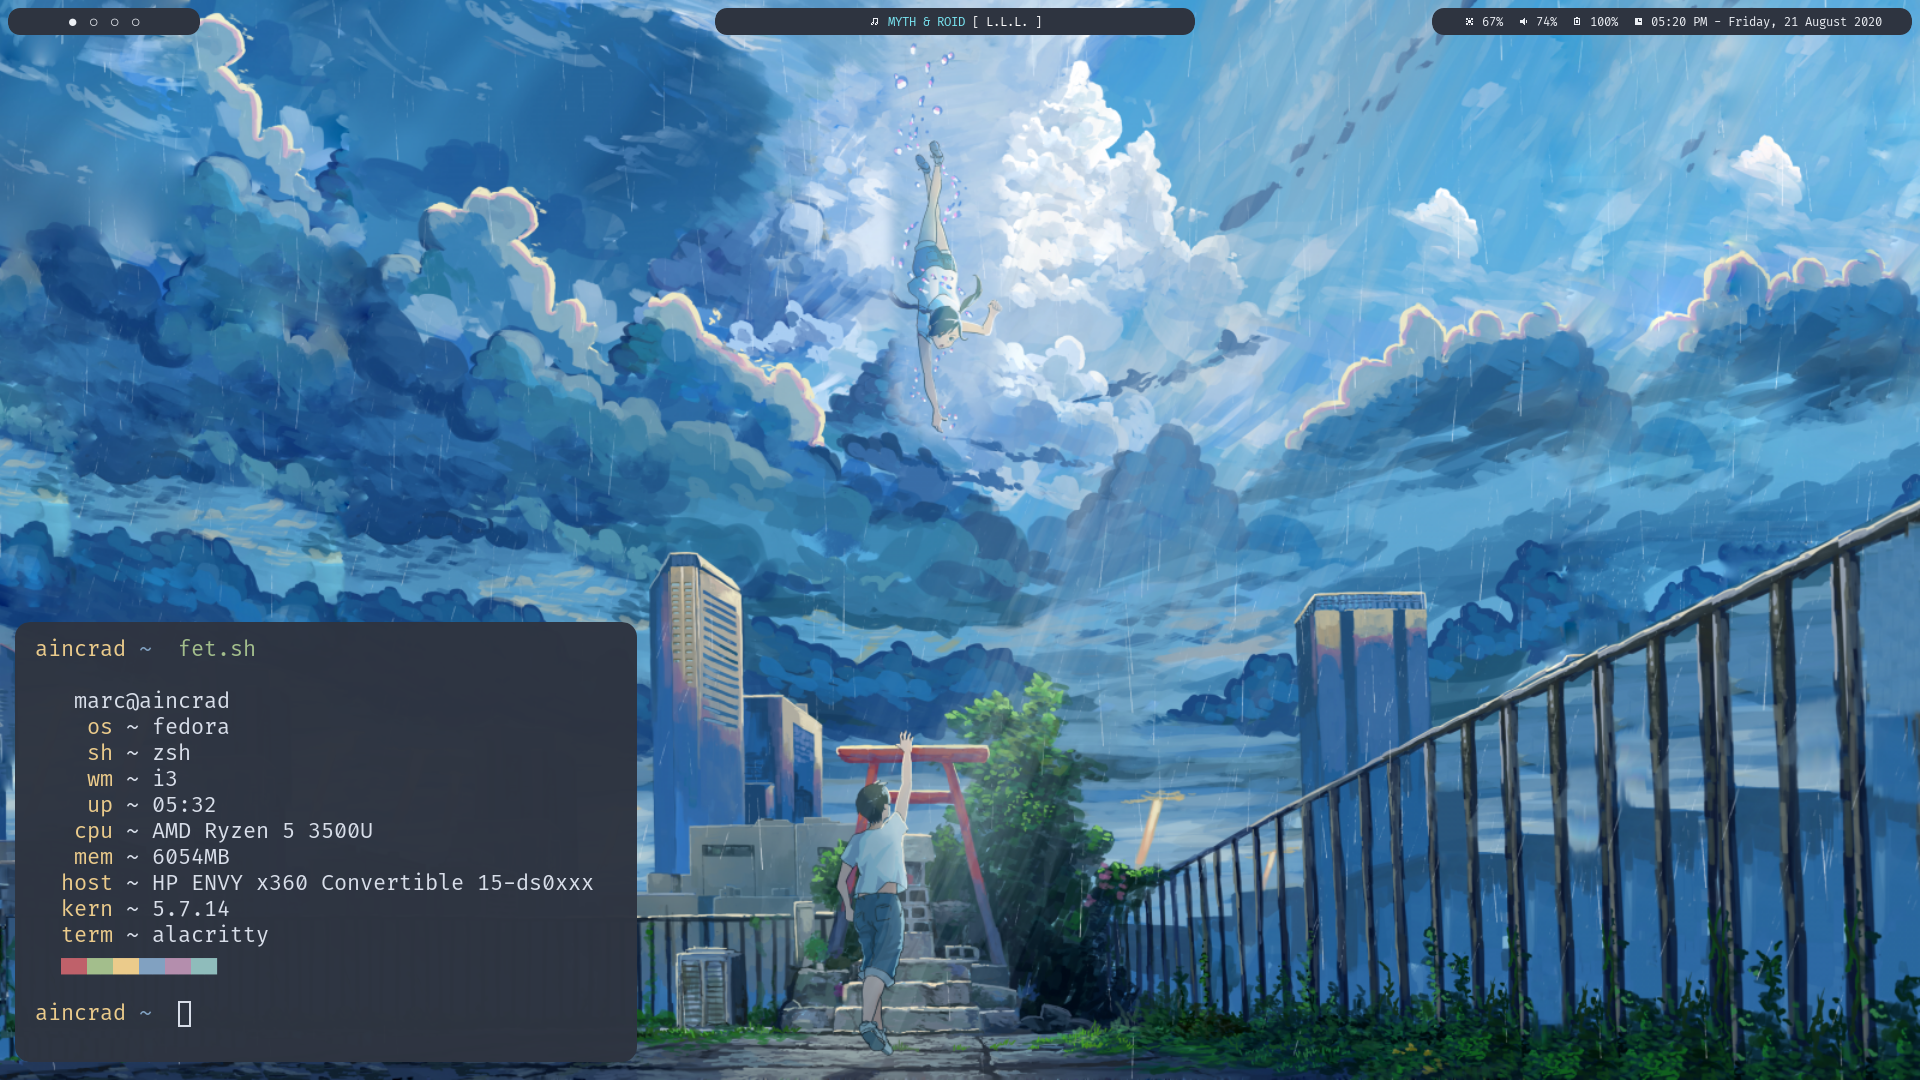 MYTH & ROID [ L.L.L. ]
67% 74% 100% 05:20 PM - Friday, 21 August 2020
aincrad ~ fet.sh
marc@aincrad
os ~ fedora
sh ~ zsh
wm ~ i3
up ~ 05:32
cpu ~ AMD Ryzen 5 3500U
mem ~ 6054MB
host ~ HP ENVY x360 Convertible 15-ds0xxx
kern ~ 5.7.14
term ~ alacritty
aincrad ~